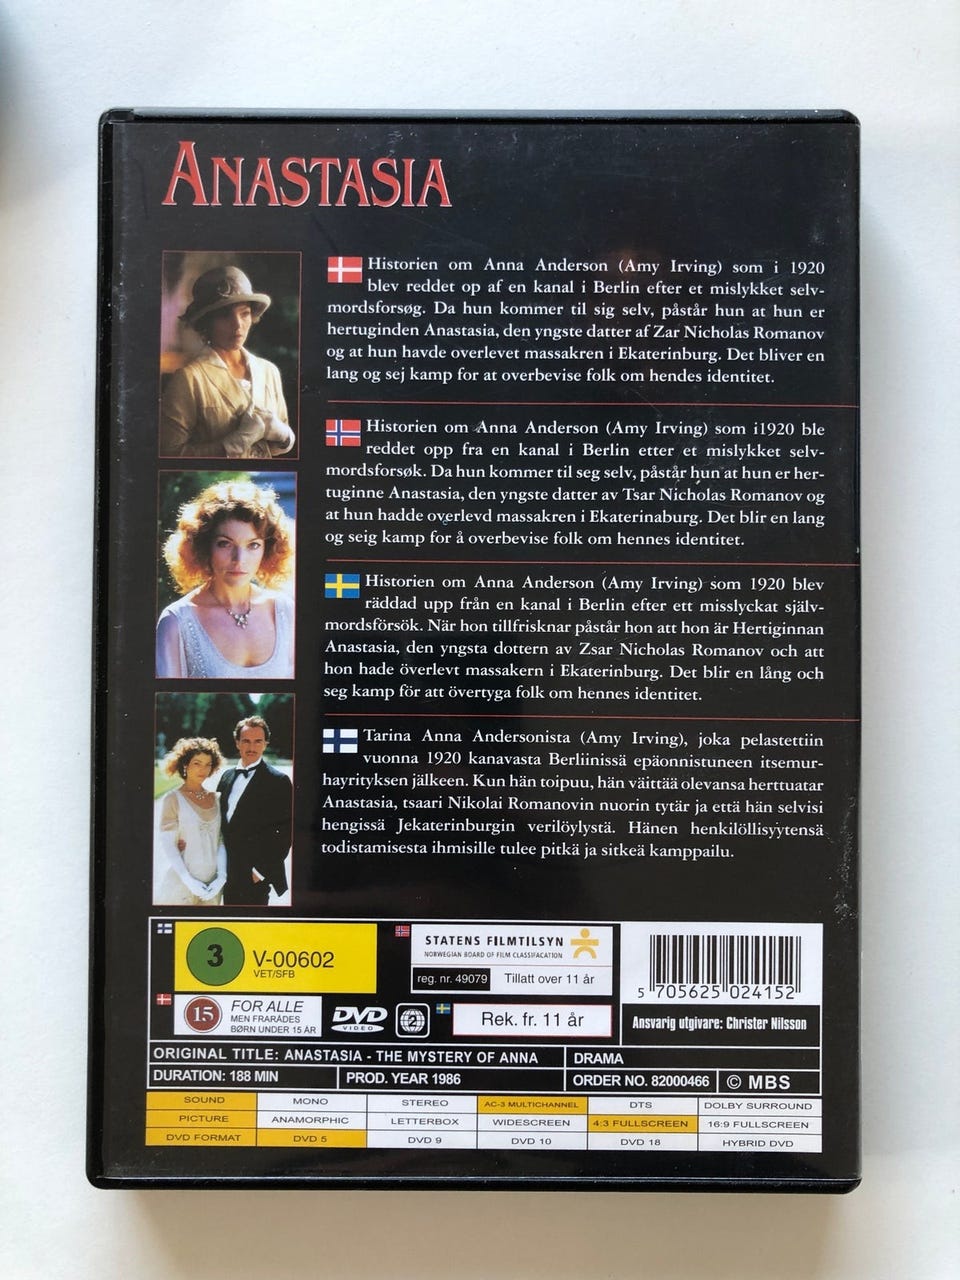 ANASTASIA
Historien om Anna Anderson (Amy Irving) som i 1920
blev reddet op af en kanal i Berlin efter et mislykket selv-
mordsforsøg. Da hun kommer til sig selv, påstår hun at hun er
hertuginden Anastasia, den yngste datter af Zar Nicholas Romanov
og at hun havde overlevet massakren i Ekaterinburg. Det bliver en
lang og sej kamp for at overbevise folk om hendes identitet.
Historien om Anna Anderson (Amy Irving) som i1920 ble
reddet opp fra en kanal i Berlin etter et mislykket selv-
mordsforsøk. Da hun kommer til seg selv, påstår hun at hun er her-
tuginne Anastasia, den yngste datter av Tsar Nicholas Romanov og
at hun hadde overlevd massakren i Ekaterinaburg. Det blir en lang
og seig kamp for å overbevise folk om hennes identitet.
Historien om Anna Anderson (Amy Irving) som 1920 blev
räddad upp från en kanal i Berlin efter ett misslyckat själv-
mordsförsök. När hon tillfrisknar påstår hon att hon är Hertiginnan
Anastasia, den yngsta dottern av Zsar Nicholas Romanov och att
hon hade överlevt massakern i Ekaterinburg. Det blir en lång och
seg kamp för att övertyga folk om hennes identitet.
Tarina Anna Andersonista (Amy Irving), joka pelastettiin
vuonna 1920 kanavasta Berliinissä epäonnistuneen itsemur-
hayrityksen jälkeen. Kun hän toipuu, hän väittää olevansa herttuatar
Anastasia, tsaari Nikolai Romanovin nuorin tytär ja että hän selvisi
hengissä Jekaterinburgin verilöylystä. Hänen henkilöllisyytensä
todistamisesta ihmisille tulee pitkä ja sitkeä kamppailu.
3 V-00602
VET/SFB
STATENS FILMTILSYN
NORWEGIAN BOARD OF FILM CLASSIFACATION
reg. nr. 49079 Tillatt over 11 år
5 705625 024152
15 FOR ALLE
MEN FRARÅDES
BØRN UNDER 15 ÅR
DVD
VIDEO
2
Rek. fr. 11 år
Ansvarig utgivare: Christer Nilsson
ORIGINAL TITLE: ANASTASIA - THE MYSTERY OF ANNA DRAMA
DURATION: 188 MIN PROD. YEAR 1986 ORDER NO. 82000466 © MBS
SOUND MONO STEREO AC-3 MULTICHANNEL DTS DOLBY SURROUND
PICTURE ANAMORPHIC LETTERBOX WIDESCREEN 4:3 FULLSCREEN 16:9 FULLSCREEN
DVD FORMAT DVD 5 DVD 9 DVD 10 DVD 18 HYBRID DVD